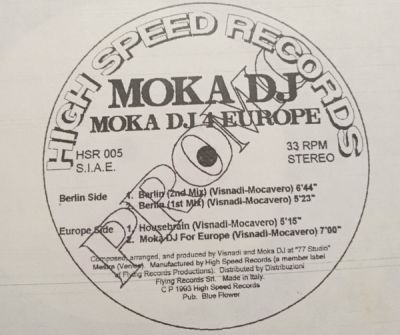 HIGH SPEED RECORDS
MOKA DJ
MOKA DJ 4 EUROPE
PROMO
HSR 005
S.I.A.E.
33 RPM
STEREO
Berlin Side 1. Berlin (2nd Mix) (Visnadi-Mocavero) 6'44"
2. Berlin (1st Mix) (Visnadi-Mocavero) 5'23"
Europe Side 1. Housebrain (Visnadi-Mocavero) 5'15"
2. Moka DJ For Europe (Visnadi-Mocavero) 7'00"
Composed, arranged, and produced by Visnadi and Moka DJ at "77 Studio"
Mestre (Venice). Manufactured by High Speed Records (a member label
of Flying Records Productions). Distributed by Distribuzioni
Flying Records Srl. Made in Italy.
C P 1993 High Speed Records
Pub. Blue Flower